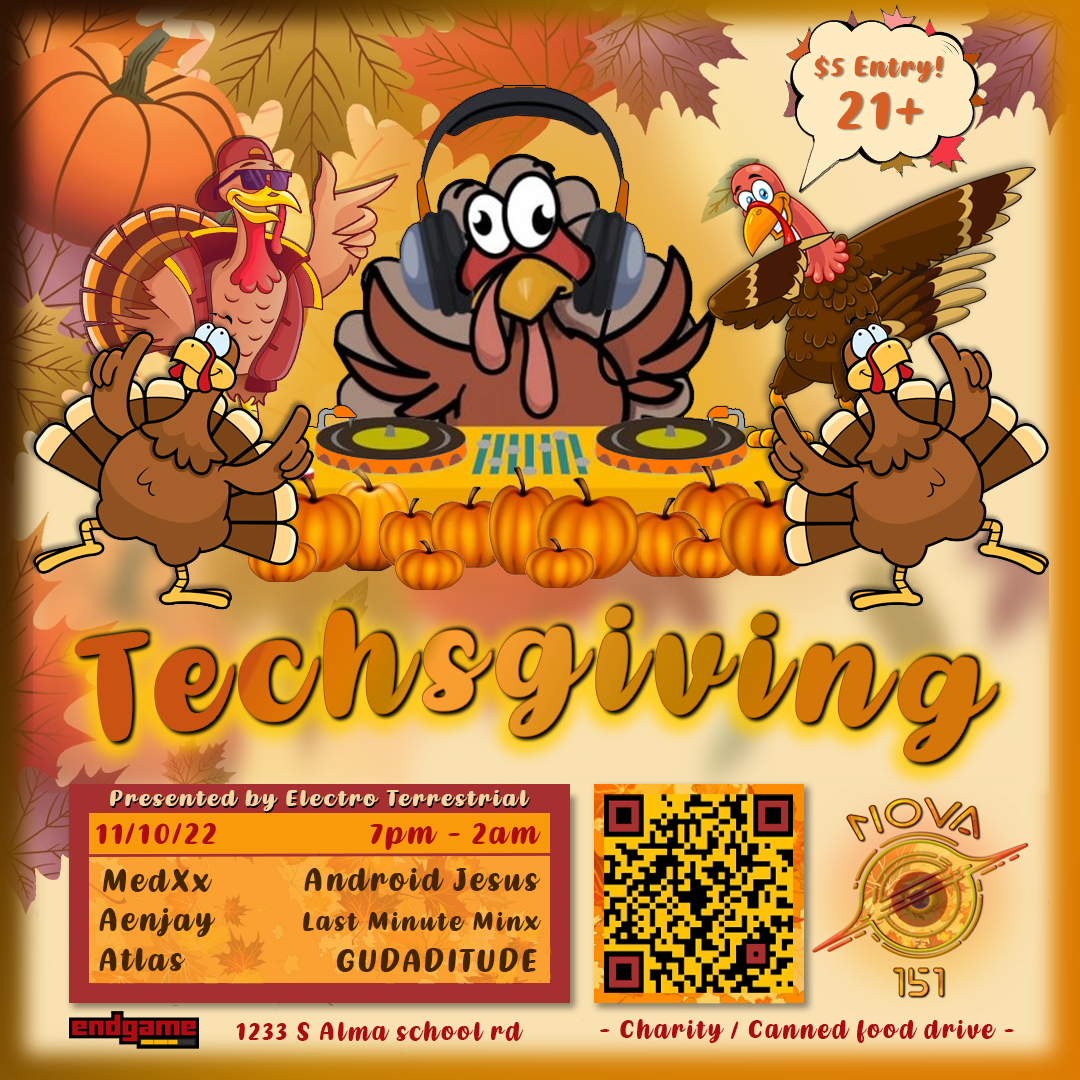 $5 Entry!
21+
Techsgiving
Presented by Electro Terrestrial
11/10/22 7pm - 2am
MedXx Android Jesus
Aenjay Last Minute Minx
Atlas GUDADITUDE
NOVA
151
endgame
1233 S Alma school rd
- Charity / Canned food drive -